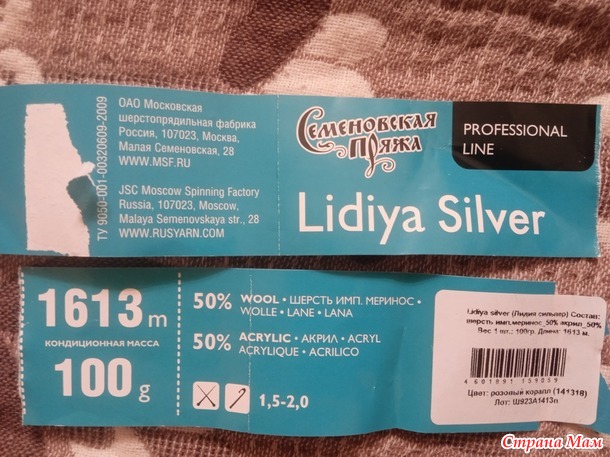 ТУ 9050-001-00320609-2009
ОАО Московская
шерстопрядильная фабрика
Россия, 107023, Москва,
Малая Семеновская, 28
WWW.MSF.RU
JSC Moscow Spinning Factory
Russia, 107023, Moscow,
Malaya Semenovskaya str., 28
WWW.RUSYARN.COM
Семеновская
Пряжа
PROFESSIONAL
LINE
Lidiya Silver
1613 m
КОНДИЦИОННАЯ МАССА
100 g
50% WOOL • ШЕРСТЬ ИМП. МЕРИНОС •
WOLLE • LANE • LANA
50% ACRYLIC • АКРИЛ • ACRYL
ACRYLIQUE • ACRILICO
1,5-2,0
Lidiya silver (Лидия сильвер) Состав:
шерсть имп.меринос_50% акрил_50%
Вес 1 шт.: 100гр. Длина: 1613 м.
4 601891 139059
Цвет: розовый коралл (141318)
Лот: Ш923А1413п
Страна Мам